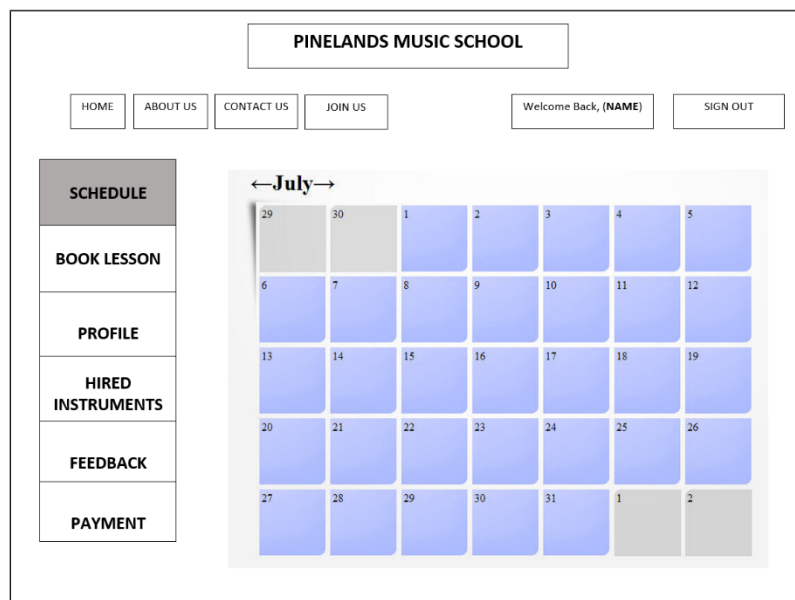 PINELANDS MUSIC SCHOOL
HOME
ABOUT US
CONTACT US
JOIN US
Welcome Back, (NAME)
SIGN OUT
SCHEDULE
BOOK LESSON
PROFILE
HIRED
INSTRUMENTS
FEEDBACK
PAYMENT
←July→
29 30 1 2 3 4 5
6 7 8 9 10 11 12
13 14 15 16 17 18 19
20 21 22 23 24 25 26
27 28 29 30 31 1 2